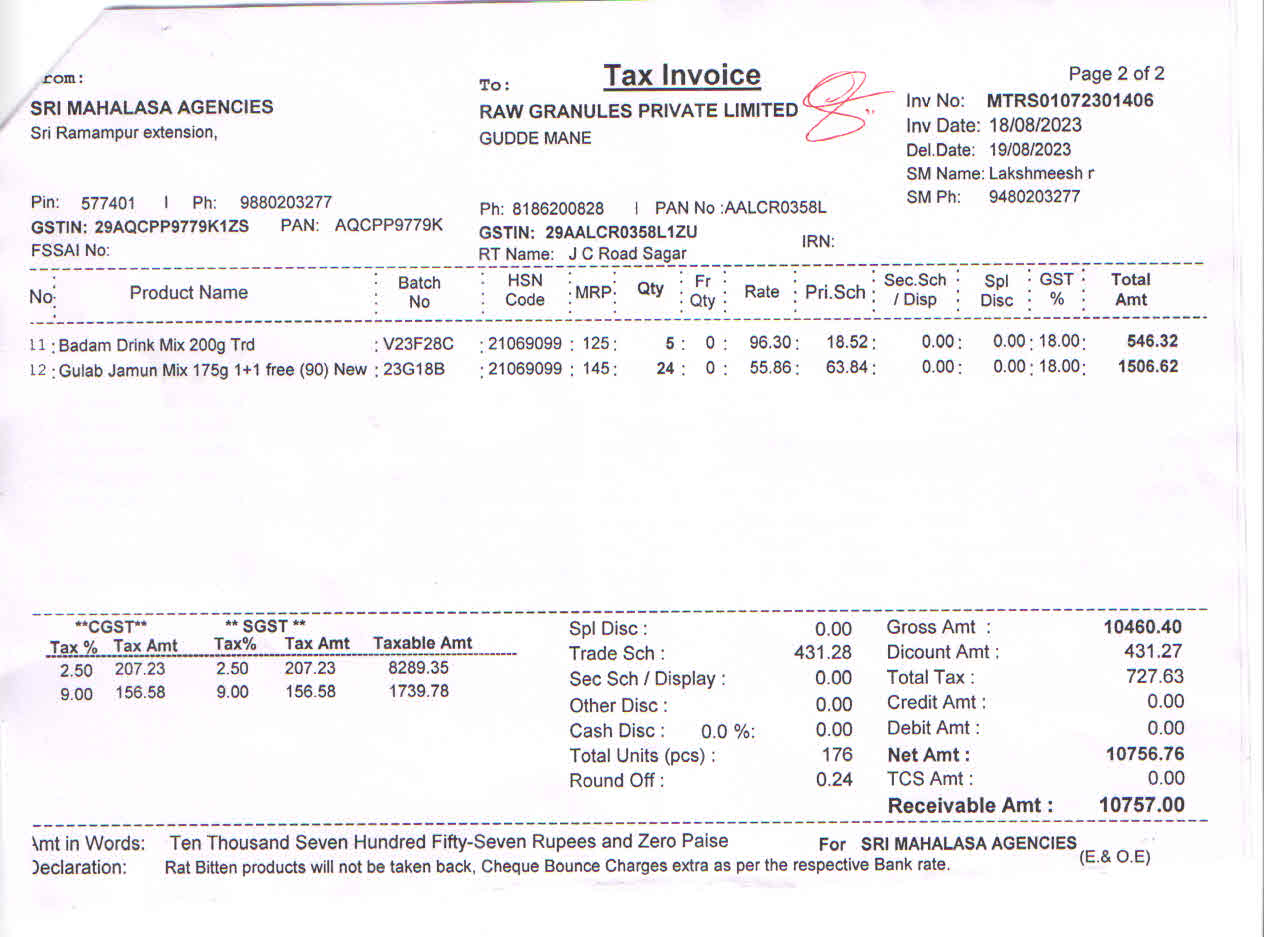 Tax Invoice
Page 2 of 2
rom:
SRI MAHALASA AGENCIES
Sri Ramampur extension,
Pin: 577401 | Ph: 9880203277
GSTIN: 29AQCPP9779K1ZS PAN: AQCPP9779K
FSSAI No:
To:
RAW GRANULES PRIVATE LIMITED
GUDDE MANE
Ph: 8186200828 | PAN No :AALCR0358L
GSTIN: 29AALCR0358L1ZU
IRN:
RT Name: J C Road Sagar
Inv No: MTRS01072301406
Inv Date: 18/08/2023
Del.Date: 19/08/2023
SM Name: Lakshmeesh r
SM Ph: 9480203277
No: Product Name : Batch No : HSN Code : MRP : Qty : Fr Qty : Rate : Pri.Sch : Sec.Sch / Disp : Spl Disc : GST % : Total Amt
11 : Badam Drink Mix 200g Trd : V23F28C : 21069099 : 125 : 5 : 0 : 96.30 : 18.52 : 0.00 : 0.00 : 18.00 : 546.32
12 : Gulab Jamun Mix 175g 1+1 free (90) New : 23G18B : 21069099 : 145 : 24 : 0 : 55.86 : 63.84 : 0.00 : 0.00 : 18.00 : 1506.62
**CGST** ** SGST **
Tax % Tax Amt Tax% Tax Amt Taxable Amt
2.50 207.23 2.50 207.23 8289.35
9.00 156.58 9.00 156.58 1739.78
Spl Disc : 0.00
Trade Sch : 431.28
Sec Sch / Display : 0.00
Other Disc : 0.00
Cash Disc : 0.0 %: 0.00
Total Units (pcs) : 176
Round Off : 0.24
Gross Amt : 10460.40
Dicount Amt : 431.27
Total Tax : 727.63
Credit Amt : 0.00
Debit Amt : 0.00
Net Amt : 10756.76
TCS Amt : 0.00
Receivable Amt : 10757.00
Amt in Words: Ten Thousand Seven Hundred Fifty-Seven Rupees and Zero Paise
For SRI MAHALASA AGENCIES
(E.& O.E)
Declaration: Rat Bitten products will not be taken back, Cheque Bounce Charges extra as per the respective Bank rate.